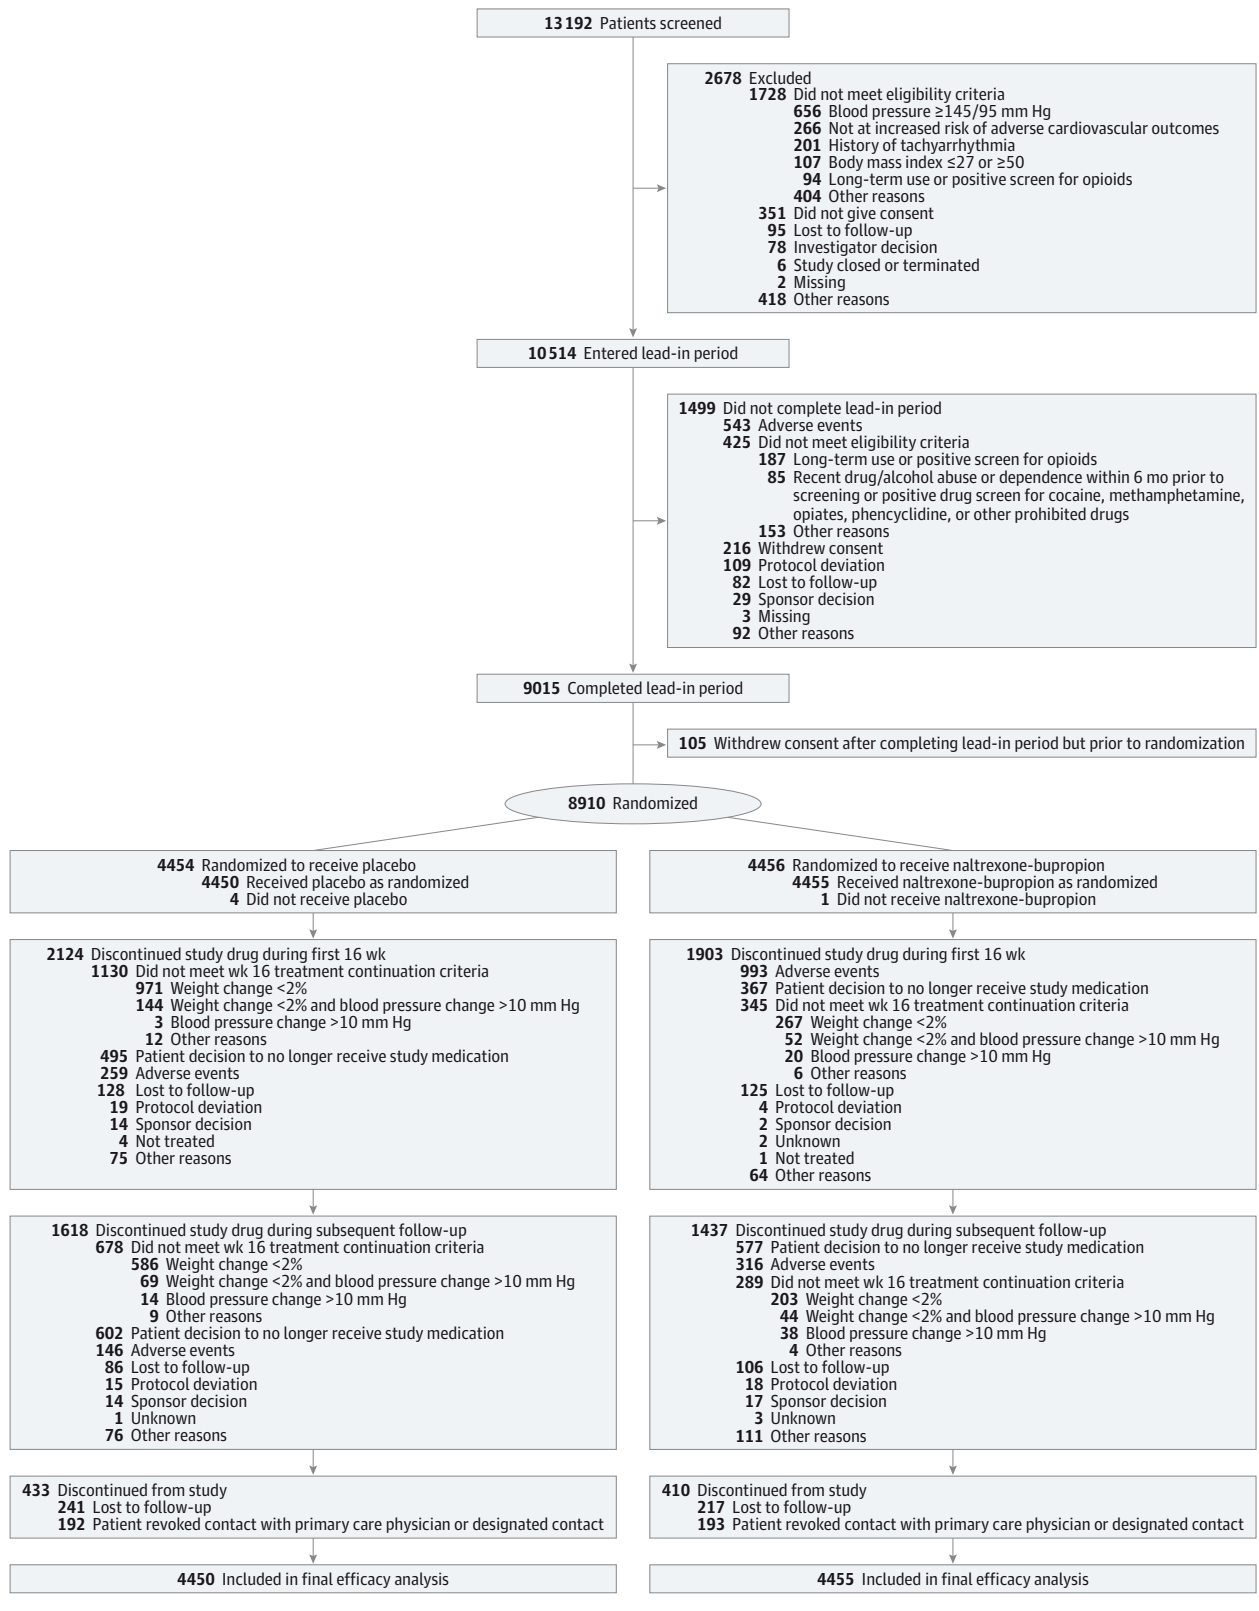 13 192 Patients screened
2678 Excluded
1728 Did not meet eligibility criteria
656 Blood pressure ≥145/95 mm Hg
266 Not at increased risk of adverse cardiovascular outcomes
201 History of tachyarrhythmia
107 Body mass index ≤27 or ≥50
94 Long-term use or positive screen for opioids
404 Other reasons
351 Did not give consent
95 Lost to follow-up
78 Investigator decision
6 Study closed or terminated
2 Missing
418 Other reasons
10 514 Entered lead-in period
1499 Did not complete lead-in period
543 Adverse events
425 Did not meet eligibility criteria
187 Long-term use or positive screen for opioids
85 Recent drug/alcohol abuse or dependence within 6 mo prior to
screening or positive drug screen for cocaine, methamphetamine,
opiates, phencyclidine, or other prohibited drugs
153 Other reasons
216 Withdrew consent
109 Protocol deviation
82 Lost to follow-up
29 Sponsor decision
3 Missing
92 Other reasons
9015 Completed lead-in period
105 Withdrew consent after completing lead-in period but prior to randomization
8910 Randomized
4454 Randomized to receive placebo
4450 Received placebo as randomized
4 Did not receive placebo
2124 Discontinued study drug during first 16 wk
1130 Did not meet wk 16 treatment continuation criteria
971 Weight change <2%
144 Weight change <2% and blood pressure change >10 mm Hg
3 Blood pressure change >10 mm Hg
12 Other reasons
495 Patient decision to no longer receive study medication
259 Adverse events
128 Lost to follow-up
19 Protocol deviation
14 Sponsor decision
4 Not treated
75 Other reasons
1618 Discontinued study drug during subsequent follow-up
678 Did not meet wk 16 treatment continuation criteria
586 Weight change <2%
69 Weight change <2% and blood pressure change >10 mm Hg
14 Blood pressure change >10 mm Hg
9 Other reasons
602 Patient decision to no longer receive study medication
146 Adverse events
86 Lost to follow-up
15 Protocol deviation
14 Sponsor decision
1 Unknown
76 Other reasons
433 Discontinued from study
241 Lost to follow-up
192 Patient revoked contact with primary care physician or designated contact
4450 Included in final efficacy analysis
4456 Randomized to receive naltrexone-bupropion
4455 Received naltrexone-bupropion as randomized
1 Did not receive naltrexone-bupropion
1903 Discontinued study drug during first 16 wk
993 Adverse events
367 Patient decision to no longer receive study medication
345 Did not meet wk 16 treatment continuation criteria
267 Weight change <2%
52 Weight change <2% and blood pressure change >10 mm Hg
20 Blood pressure change >10 mm Hg
6 Other reasons
125 Lost to follow-up
4 Protocol deviation
2 Sponsor decision
2 Unknown
1 Not treated
64 Other reasons
1437 Discontinued study drug during subsequent follow-up
577 Patient decision to no longer receive study medication
316 Adverse events
289 Did not meet wk 16 treatment continuation criteria
203 Weight change <2%
44 Weight change <2% and blood pressure change >10 mm Hg
38 Blood pressure change >10 mm Hg
4 Other reasons
106 Lost to follow-up
18 Protocol deviation
17 Sponsor decision
3 Unknown
111 Other reasons
410 Discontinued from study
217 Lost to follow-up
193 Patient revoked contact with primary care physician or designated contact
4455 Included in final efficacy analysis